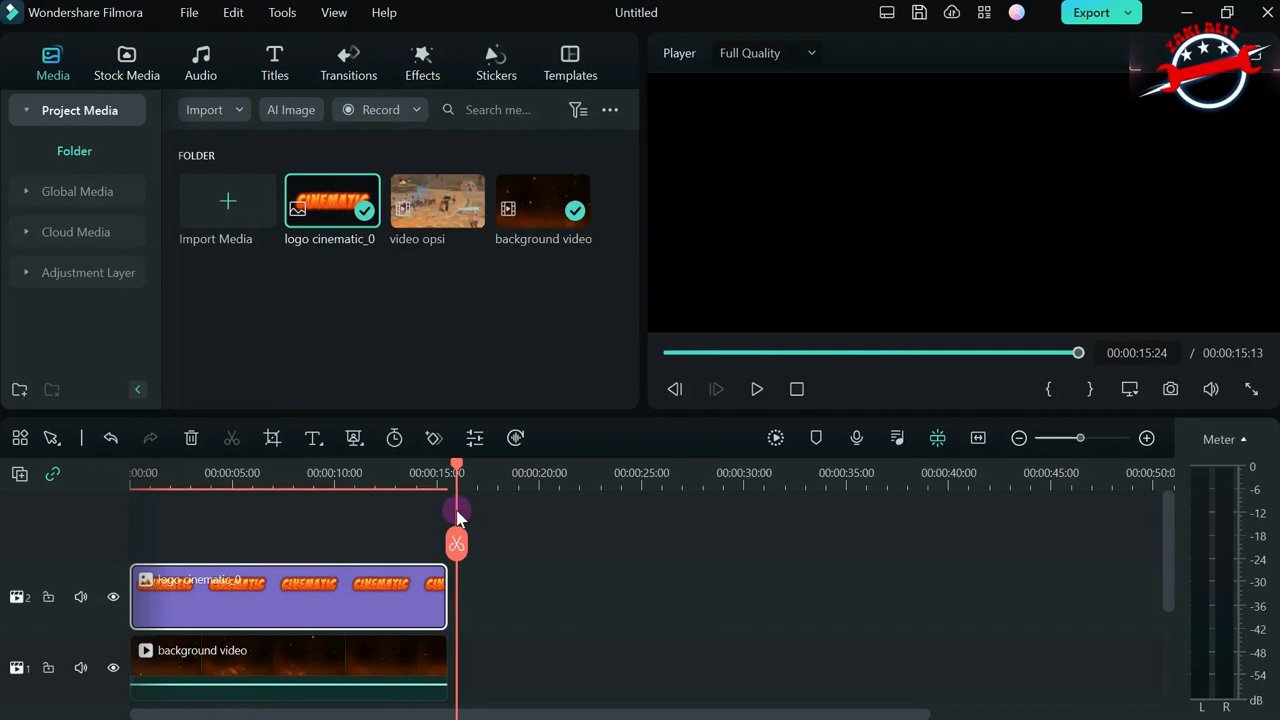 Wondershare Filmora File Edit Tools View Help Untitled Export
Media Stock Media Audio Titles Transitions Effects Stickers Templates
Player Full Quality
ZAKI ALIT
Project Media
Import AI Image Record Search me...
Folder
FOLDER
Global Media
Cloud Media
Adjustment Layer
CINEMATIC
Import Media logo cinematic_0 video opsi background video
00:00:15:24 / 00:00:15:13
Meter
:00:00 00:00:05:00 00:00:10:00 00:00:15:00 00:00:20:00 00:00:25:00 00:00:30:00 00:00:35:00 00:00:40:00 00:00:45:00 00:00:50:0
0
-6
-12
-18
-24
-30
-36
-42
-48
-54
dB
L R
logo cinematic_0
CINEMATIC CINEMATIC CINEMATIC
2
background video
1